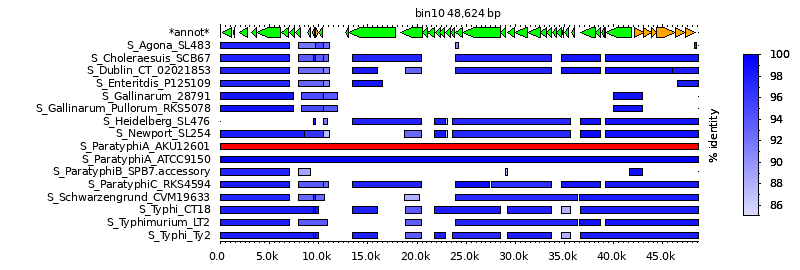 bin10 48,624 bp
*annot*
S_Agona_SL483
S_Choleraesuis_SCB67
S_Dublin_CT_02021853
S_Enteritdis_P125109
S_Gallinarum_28791
S_Gallinarum_Pullorum_RKS5078
S_Heidelberg_SL476
S_Newport_SL254
S_ParatyphiA_AKU12601
S_ParatyphiA_ATCC9150
S_ParatyphiB_SPB7.accessory
S_ParatyphiC_RKS4594
S_Schwarzengrund_CVM19633
S_Typhi_CT18
S_Typhimurium_LT2
S_Typhi_Ty2
0.0 5.0k 10.0k 15.0k 20.0k 25.0k 30.0k 35.0k 40.0k 45.0k
% identity
100
98
96
94
92
90
88
86